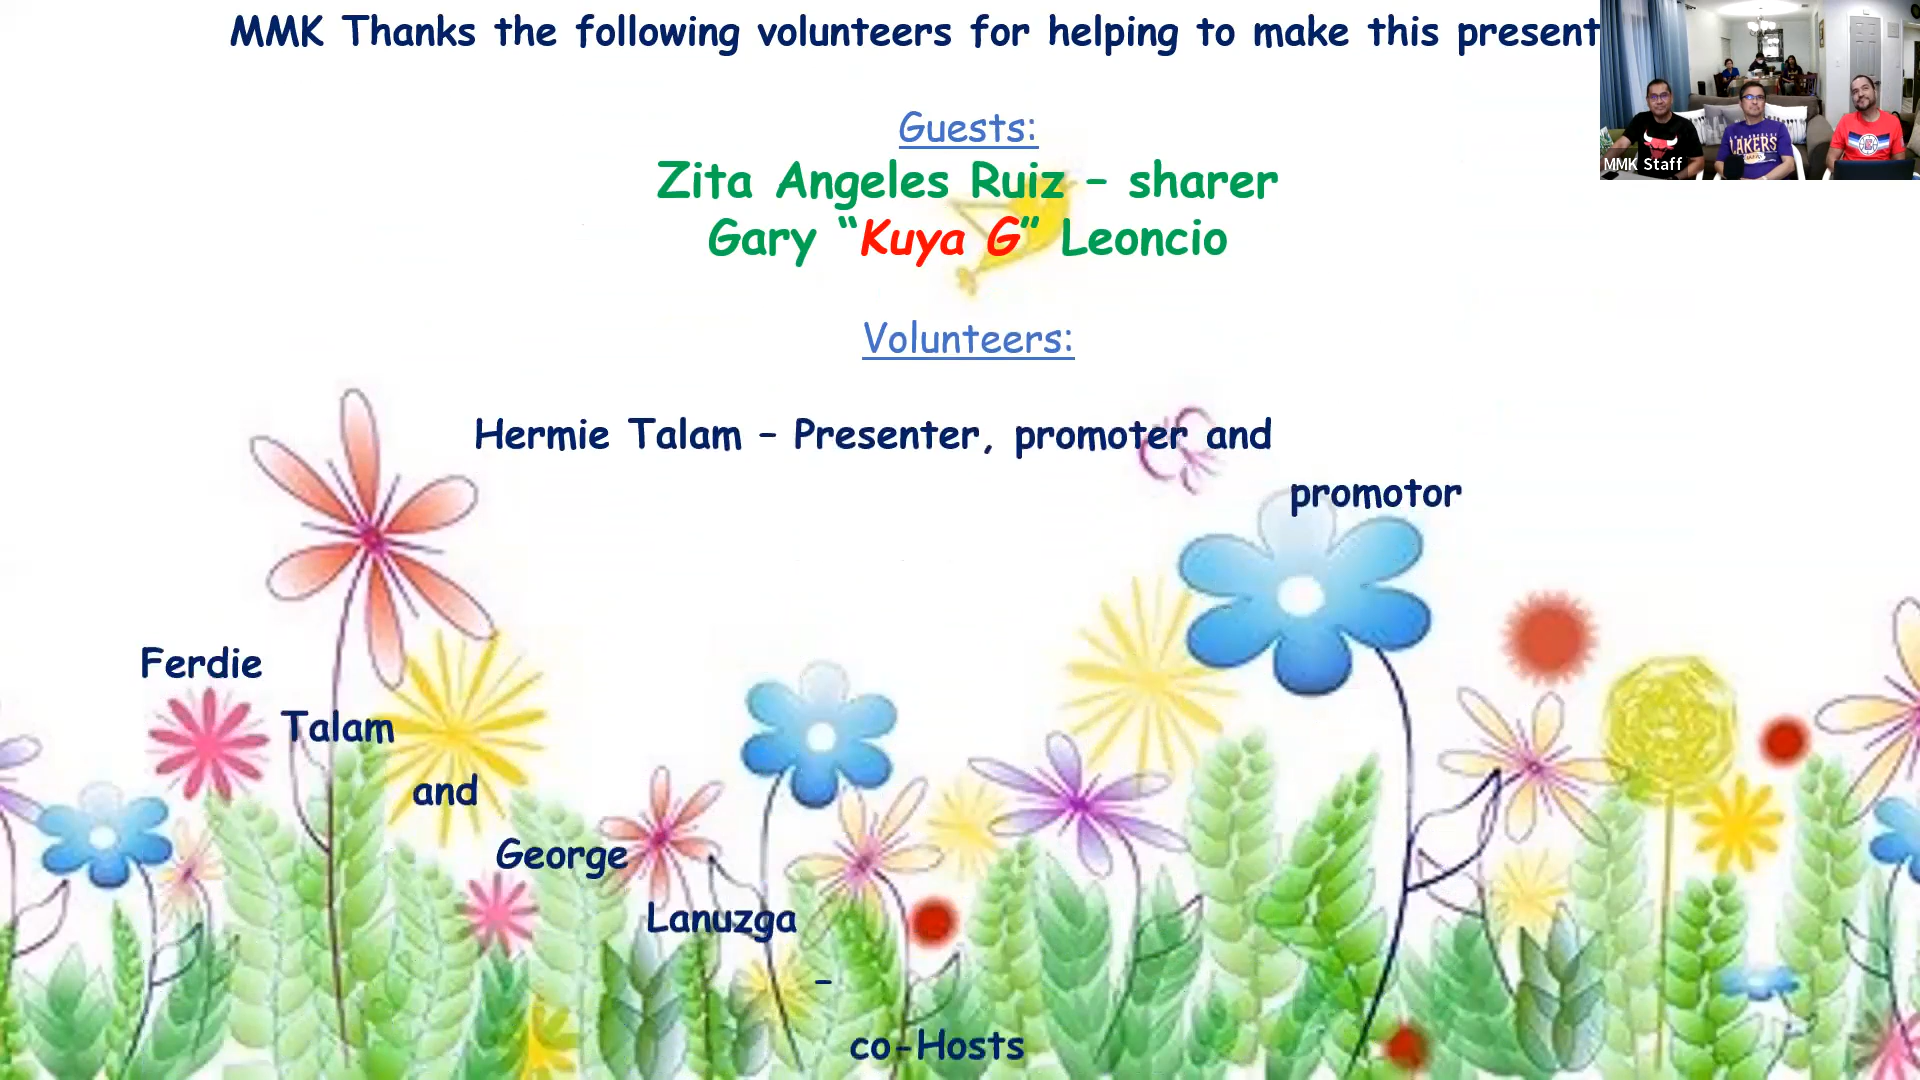 MMK Thanks the following volunteers for helping to make this present
Guests:
Zita Angeles Ruiz – sharer
Gary “Kuya G” Leoncio
Volunteers:
Hermie Talam – Presenter, promoter and
promotor
Ferdie
Talam
and
George
Lanuzga
–
co-Hosts
MMK Staff
LAKERS